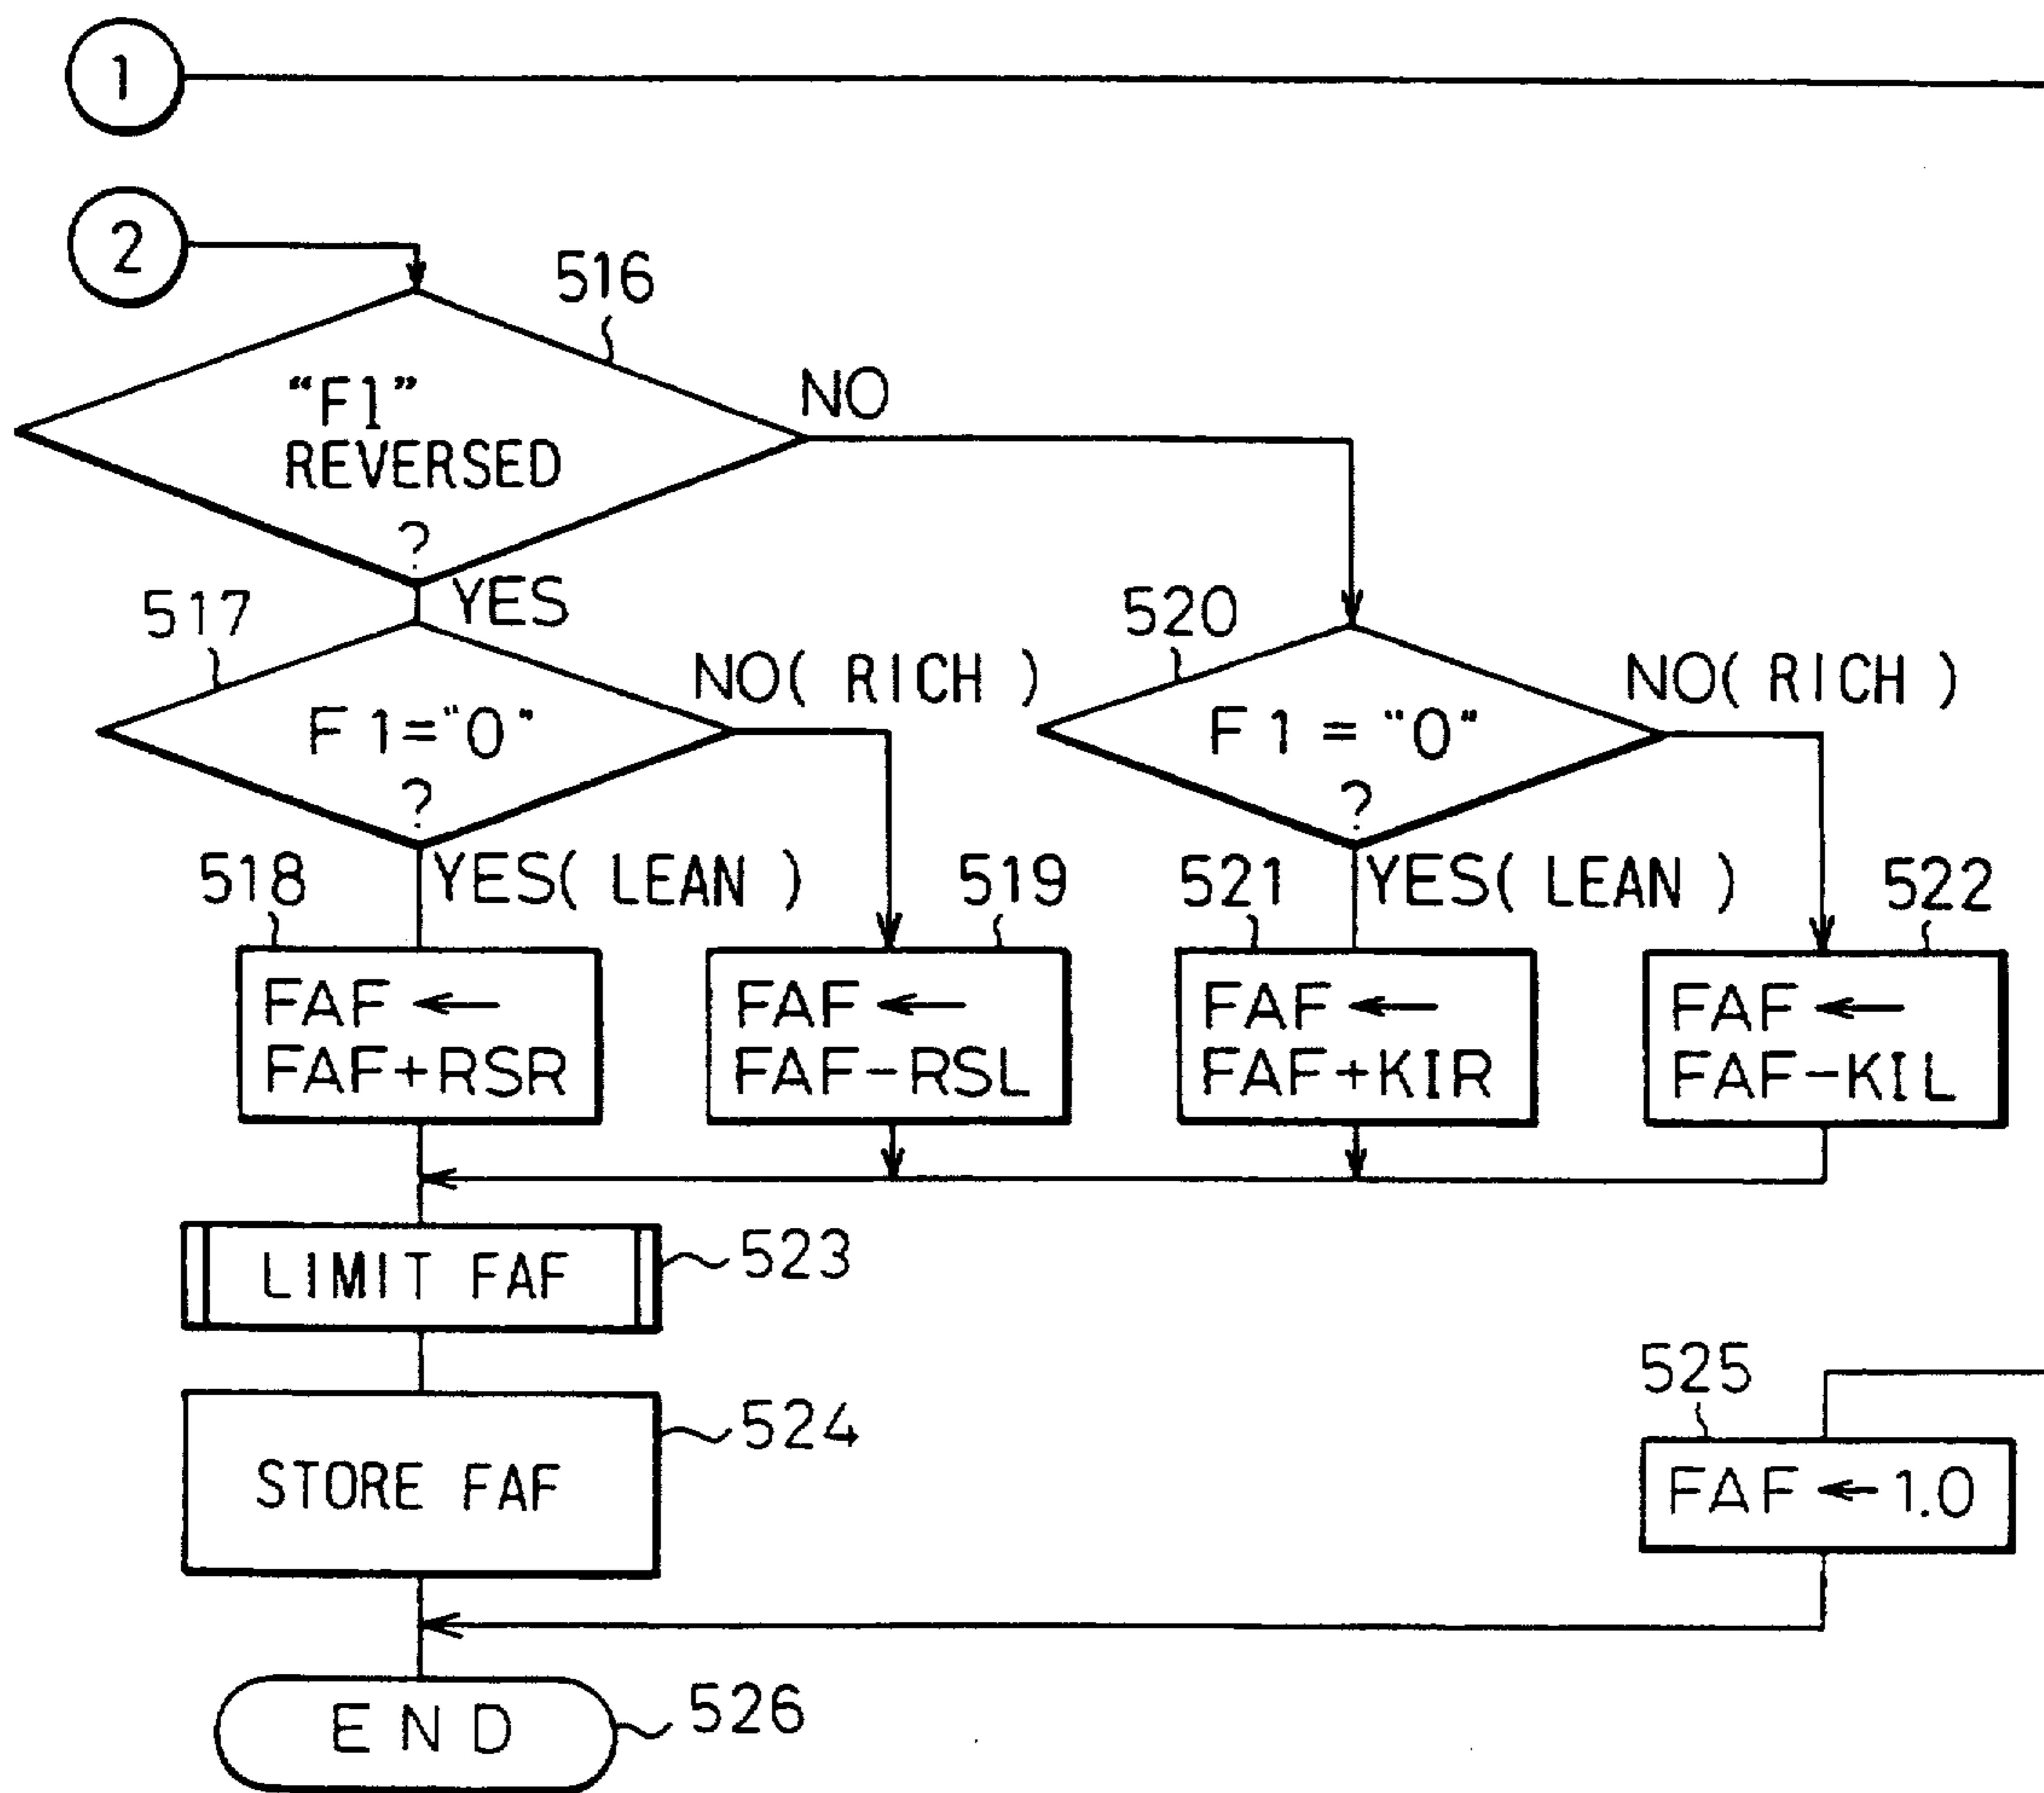 1
2
516
“F1”
REVERSED
?
NO
YES
517
F1=“0”
?
NO( RICH )
520
F1 = “0”
?
NO( RICH )
518
YES( LEAN )
519
521
YES( LEAN )
522
FAF ←
FAF+RSR
FAF ←
FAF-RSL
FAF ←
FAF+KIR
FAF ←
FAF-KIL
LIMIT FAF
523
STORE FAF
524
525
FAF ← 1.0
END
526